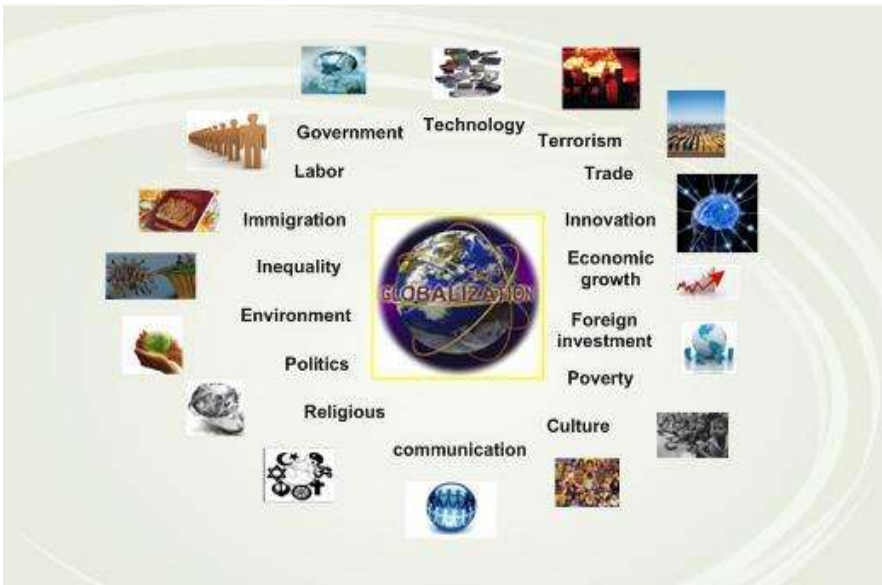 Government
Technology
Terrorism
Labor
Trade
Immigration
Innovation
Inequality
Economic
growth
GLOBALIZATION
Environment
Foreign
investment
Politics
Poverty
Religious
Culture
communication